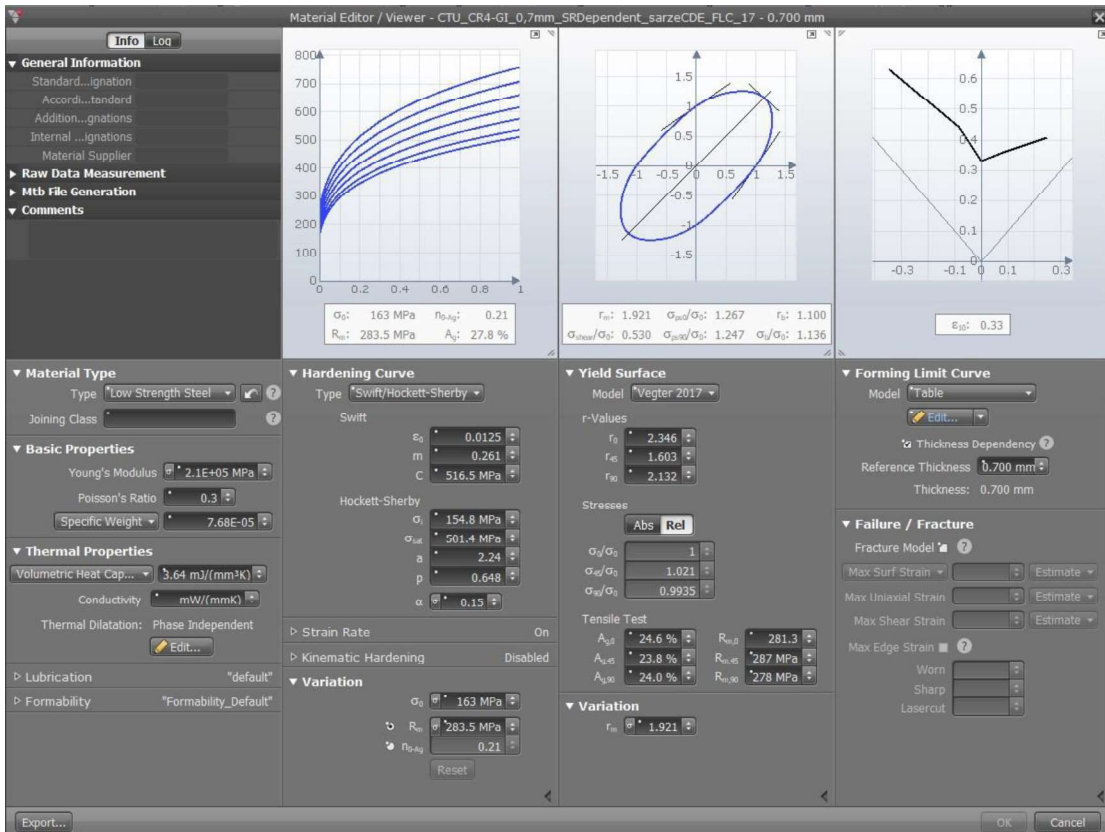 Material Editor / Viewer - CTU_CR4-GI_0,7mm_SRDependent_sarzeCDE_FLC_17 - 0.700 mm
Info Log
General Information
Standard...ignation
Accordi...tandard
Addition...gnations
Internal ...ignations
Material Supplier
Raw Data Measurement
Mtb File Generation
Comments
800
700
600
500
400
300
200
100
0
0 0.2 0.4 0.6 0.8 1
σ₀: 163 MPa n₀-Ag: 0.21
Rₘ: 283.5 MPa Ag: 27.8 %
1.5
1
0.5
0
-1.5 -1 -0.5 0 0.5 1 1.5
-0.5
-1
-1.5
rₘ: 1.921 σps0/σ₀: 1.267 r_b: 1.100
σshear/σ₀: 0.530 σps90/σ₀: 1.247 σ_b/σ₀: 1.136
0.6
0.5
0.4
0.3
0.2
0.1
0
-0.3 -0.1 0 0.1 0.3
ε₁₀: 0.33
Material Type
Type Low Strength Steel ?
Joining Class ?
Basic Properties
Young's Modulus σ 2.1E+05 MPa
Poisson's Ratio 0.3
Specific Weight 7.68E-05
Thermal Properties
Volumetric Heat Cap... 3.64 mJ/(mm³K)
Conductivity mW/(mmK)
Thermal Dilatation: Phase Independent
Edit...
Lubrication "default"
Formability "Formability_Default"
Hardening Curve
Type Swift/Hockett-Sherby
Swift
ε₀ 0.0125
m 0.261
C 516.5 MPa
Hockett-Sherby
σᵢ 154.8 MPa
σsat 501.4 MPa
a 2.24
p 0.648
α σ 0.15
Strain Rate On
Kinematic Hardening Disabled
Variation
σ₀ σ 163 MPa
Rₘ σ 283.5 MPa
n₀-Ag 0.21
Reset
Yield Surface
Model Vegter 2017
r-Values
r₀ 2.346
r₄₅ 1.603
r₉₀ 2.132
Stresses
Abs Rel
σ₀/σ₀ 1
σ₄₅/σ₀ 1.021
σ₉₀/σ₀ 0.9935
Tensile Test
Ag,0 24.6 % Rm,0 281.3
Ag,45 23.8 % Rm,45 287 MPa
Ag,90 24.0 % Rm,90 278 MPa
Variation
rₘ σ 1.921
Forming Limit Curve
Model Table
Edit...
Thickness Dependency ?
Reference Thickness 0.700 mm
Thickness: 0.700 mm
Failure / Fracture
Fracture Model ?
Max Surf Strain Estimate
Max Uniaxial Strain Estimate
Max Shear Strain Estimate
Max Edge Strain ?
Worn
Sharp
Lasercut
Export... OK Cancel